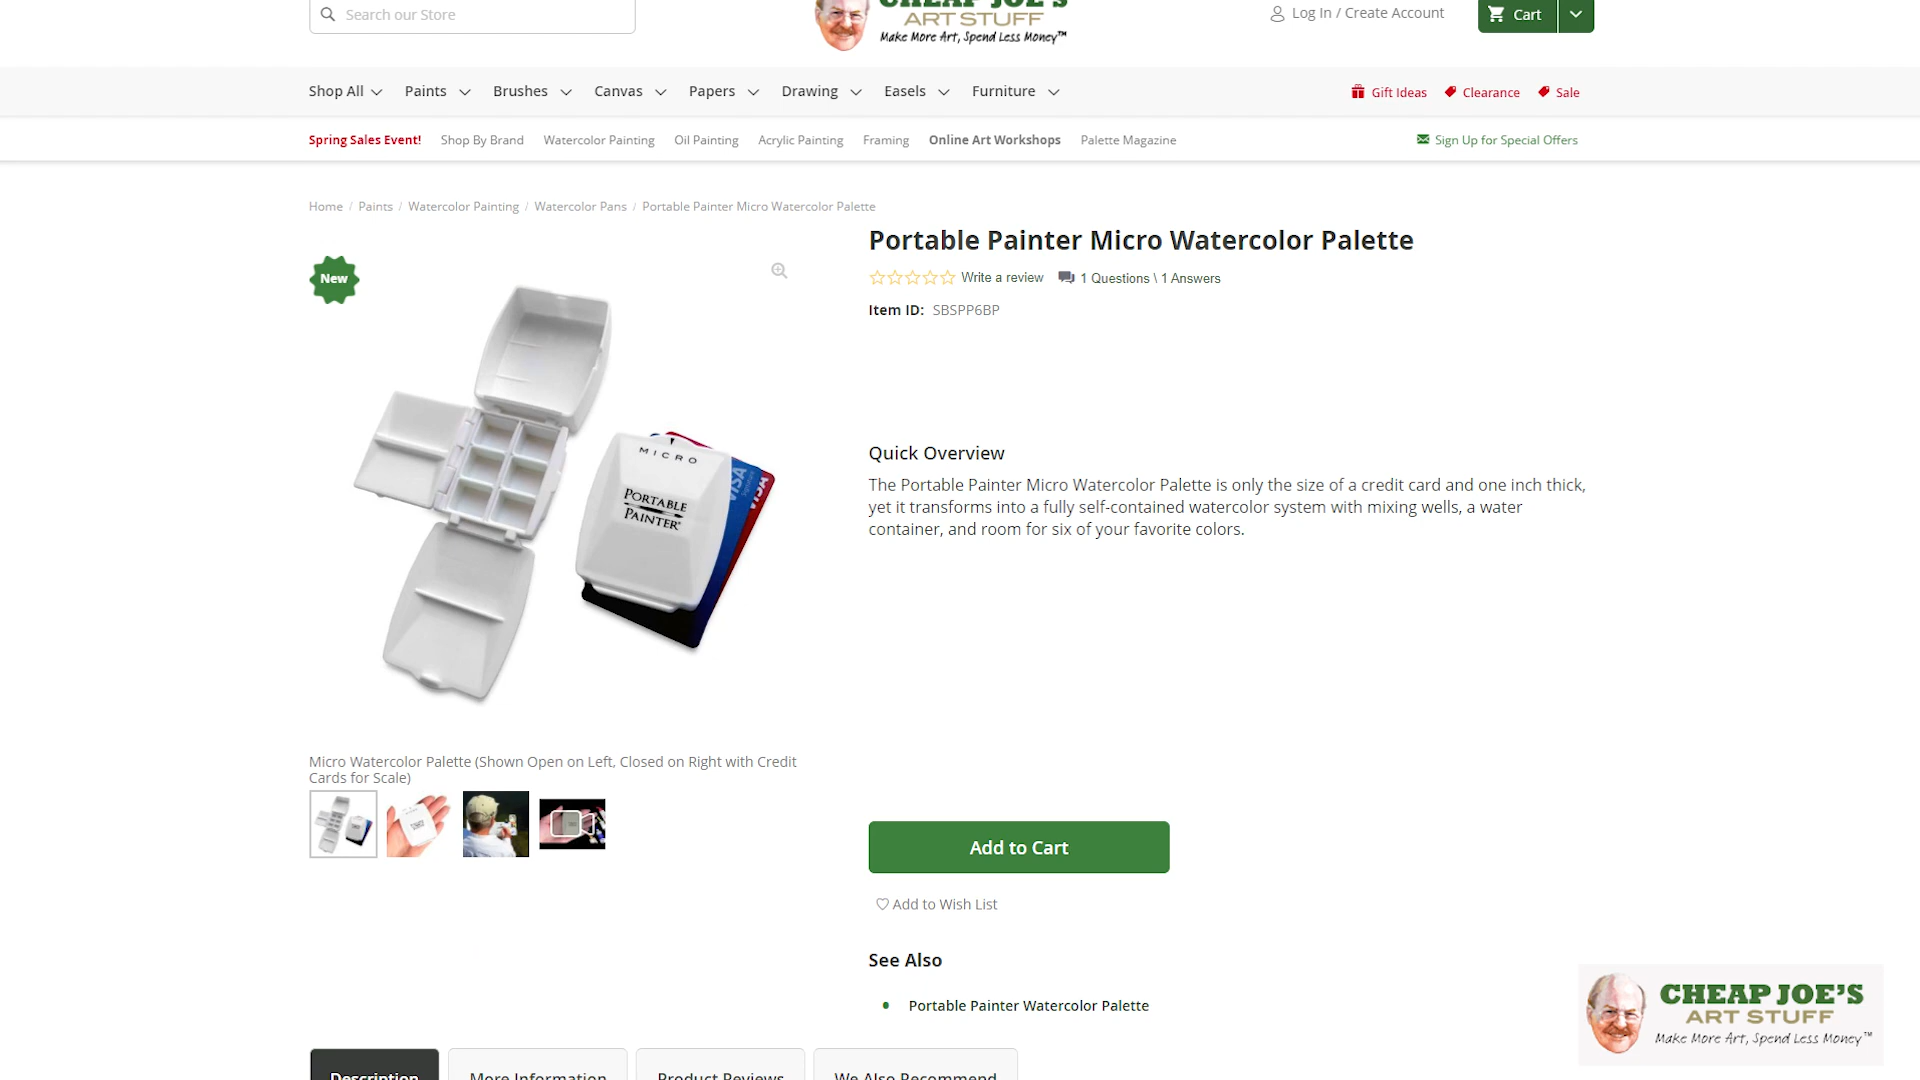 Search our Store
CHEAP JOE'S
ART STUFF
Make More Art, Spend Less Money™
Log In / Create Account
Cart
Shop All
Paints
Brushes
Canvas
Papers
Drawing
Easels
Furniture
Gift Ideas
Clearance
Sale
Spring Sales Event!
Shop By Brand
Watercolor Painting
Oil Painting
Acrylic Painting
Framing
Online Art Workshops
Palette Magazine
Sign Up for Special Offers
Home / Paints / Watercolor Painting / Watercolor Pans / Portable Painter Micro Watercolor Palette
Portable Painter Micro Watercolor Palette
Write a review
1 Questions \ 1 Answers
Item ID: SBSPP6BP
New
MICRO
PORTABLE
PAINTER
VISA
VISA
Quick Overview
The Portable Painter Micro Watercolor Palette is only the size of a credit card and one inch thick,
yet it transforms into a fully self-contained watercolor system with mixing wells, a water
container, and room for six of your favorite colors.
Micro Watercolor Palette (Shown Open on Left, Closed on Right with Credit
Cards for Scale)
Add to Cart
Add to Wish List
See Also
Portable Painter Watercolor Palette
CHEAP JOE'S
ART STUFF
Make More Art, Spend Less Money™
Description
More Information
Product Reviews
We Also Recommend